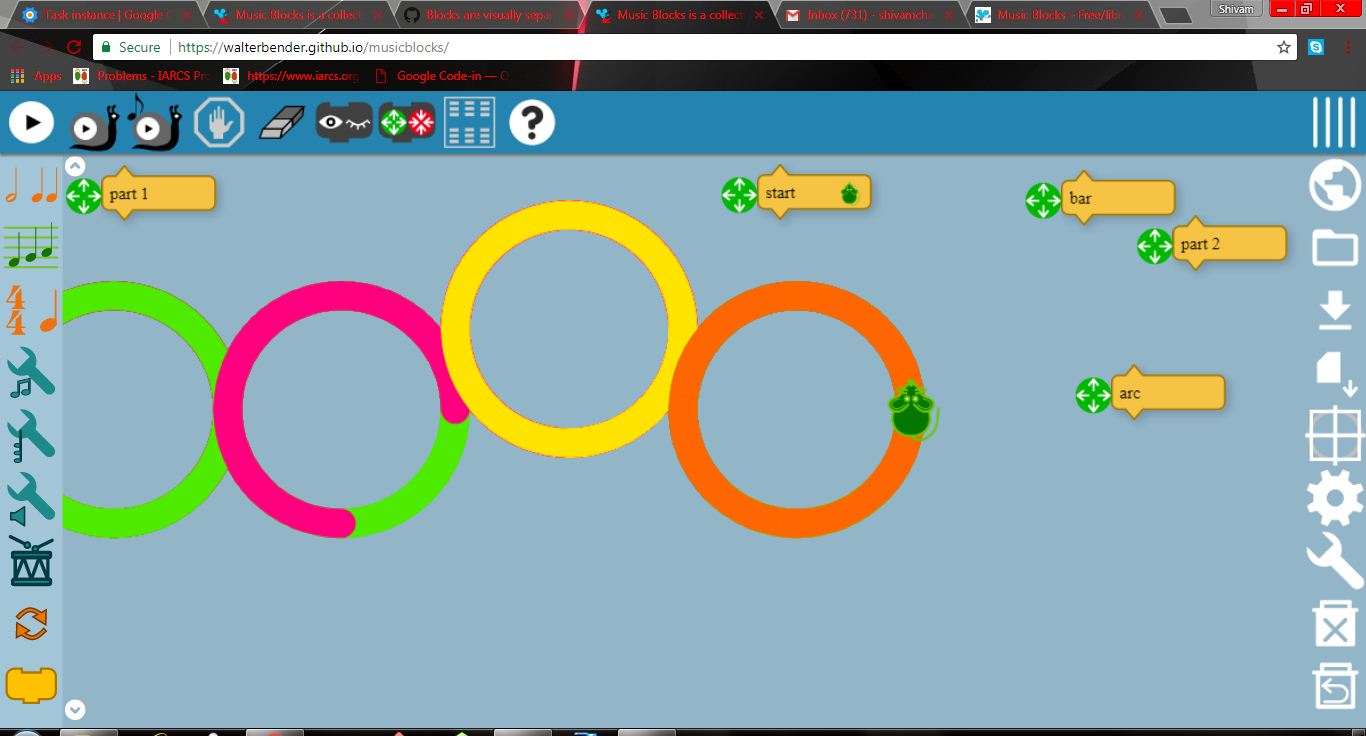 Task instance | Google C
Music Blocks is a collect
Blocks are visually sepa
Music Blocks is a collect
Inbox (731) - shivamcha
Music Blocks – Free/libr
Shivam
Secure | https://walterbender.github.io/musicblocks/
Apps
Problems - IARCS Pr
https://www.iarcs.org
Google Code-in — O
part 1
start
bar
part 2
arc
4
4